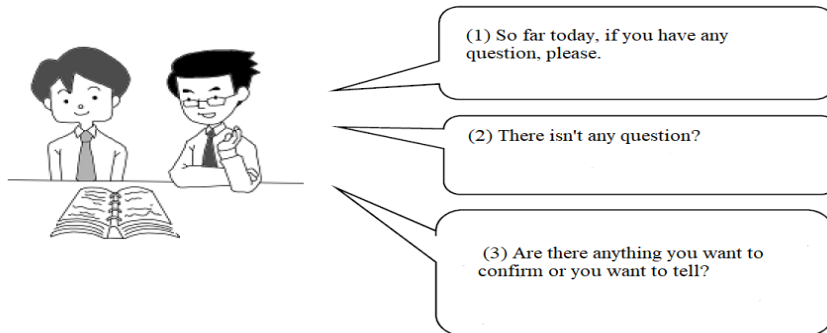 (1) So far today, if you have any
question, please.
(2) There isn't any question?
(3) Are there anything you want to
confirm or you want to tell?